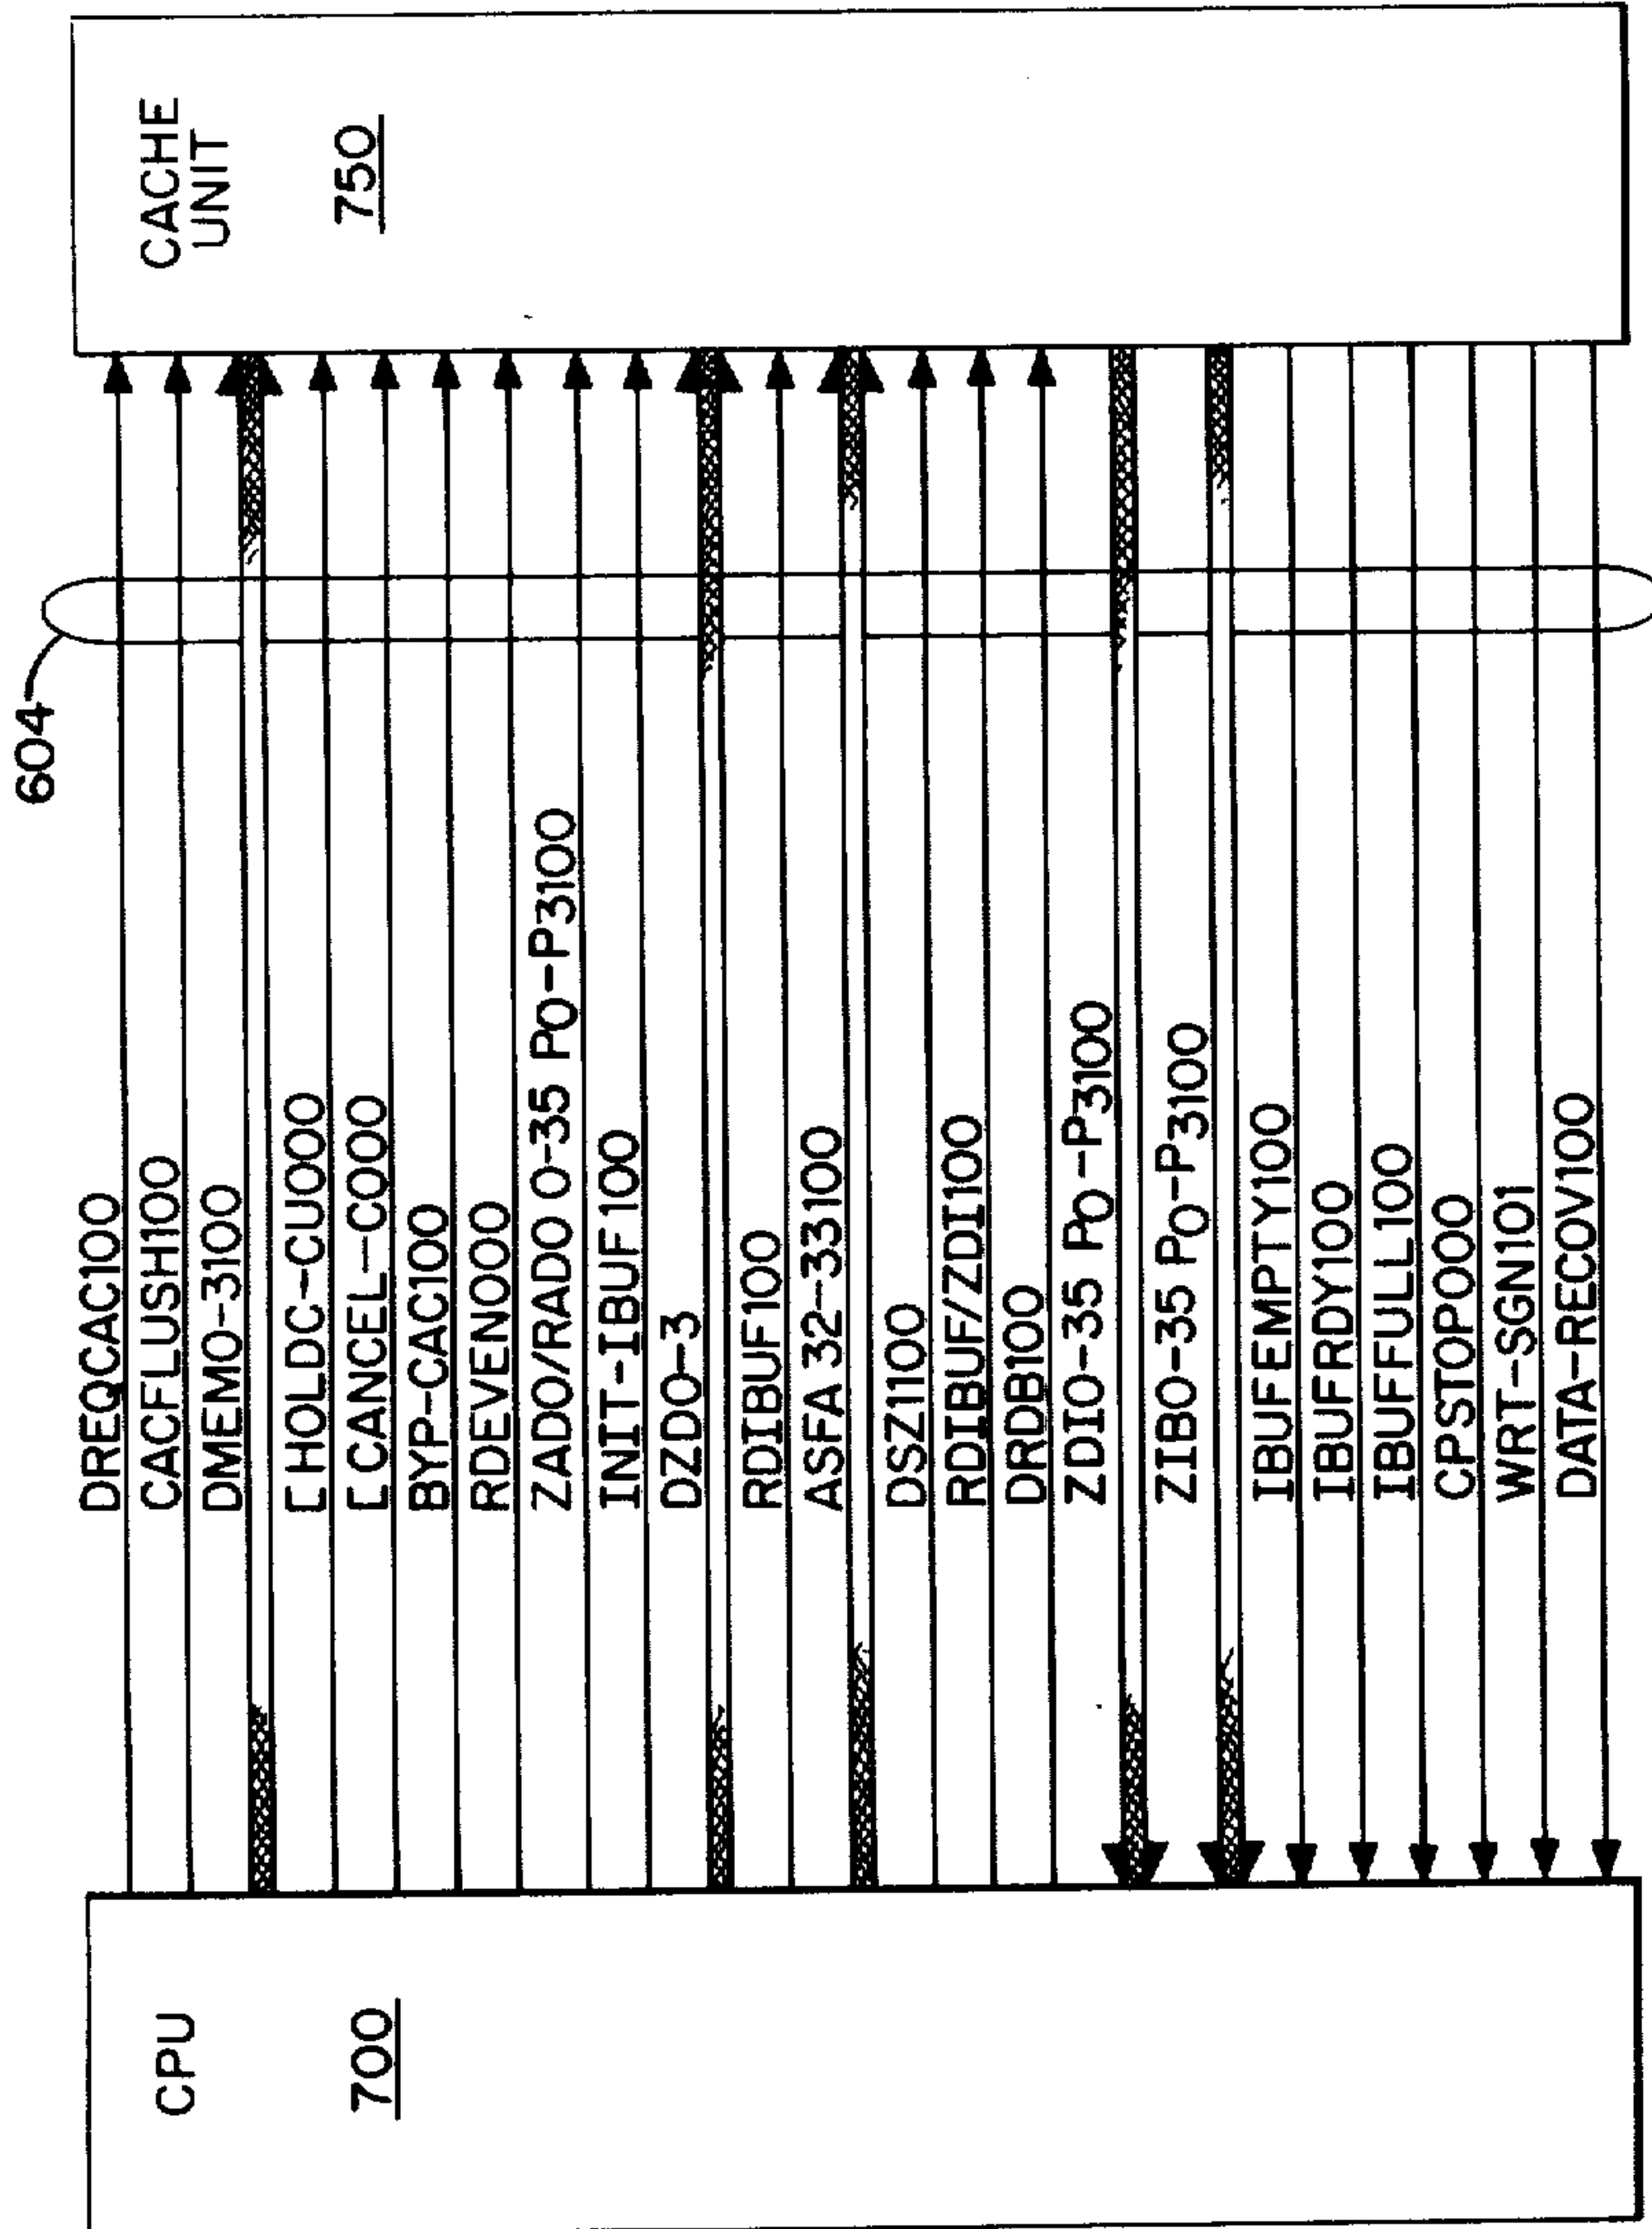 604
CPU
700
CACHE
UNIT
750
DREQCAC100
CACFLUSH100
DMEM0-3100
[HOLDC-CU000
[CANCEL-C000
BYP-CAC100
RDEVEN000
ZADO/RADO 0-35 P0-P3100
INIT-IBUF100
DZD0-3
RDIBUF100
ASFA 32-33100
DSZ1100
RDIBUF/ZDI100
DRDB100
ZDI0-35 P0-P3100
ZIB0-35 P0-P3100
IBUFEMPTY100
IBUFRDY100
IBUFFULL100
CPSTOP000
WRT-SGN101
DATA-RECOV100